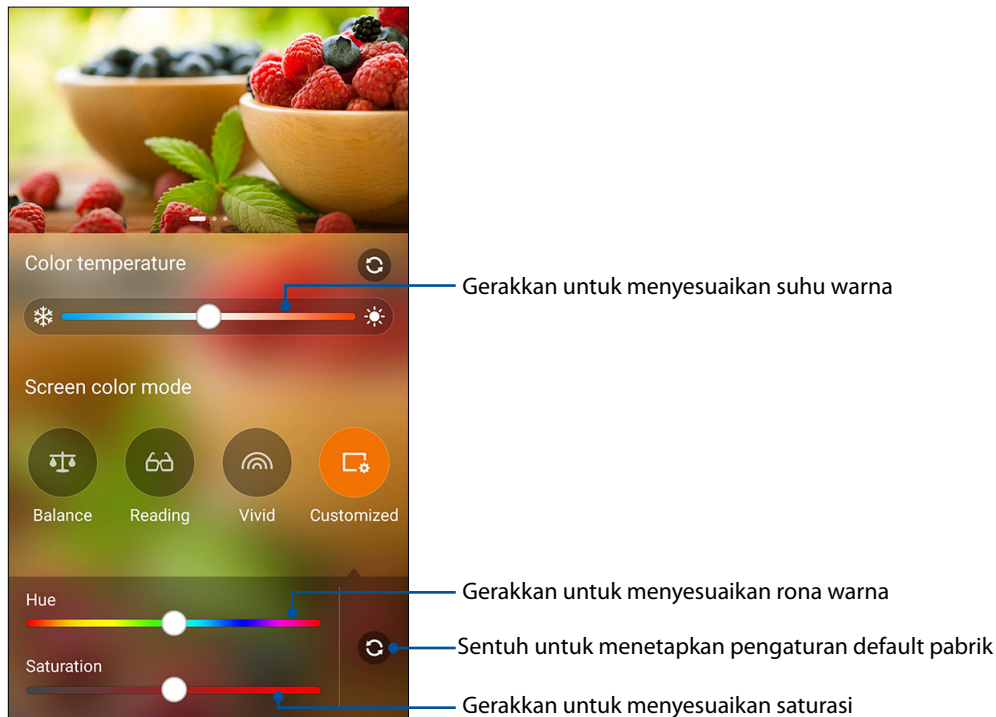 Color temperature
Gerakkan untuk menyesuaikan suhu warna
Screen color mode
Balance Reading Vivid Customized
Hue
Gerakkan untuk menyesuaikan rona warna
Sentuh untuk menetapkan pengaturan default pabrik
Saturation
Gerakkan untuk menyesuaikan saturasi